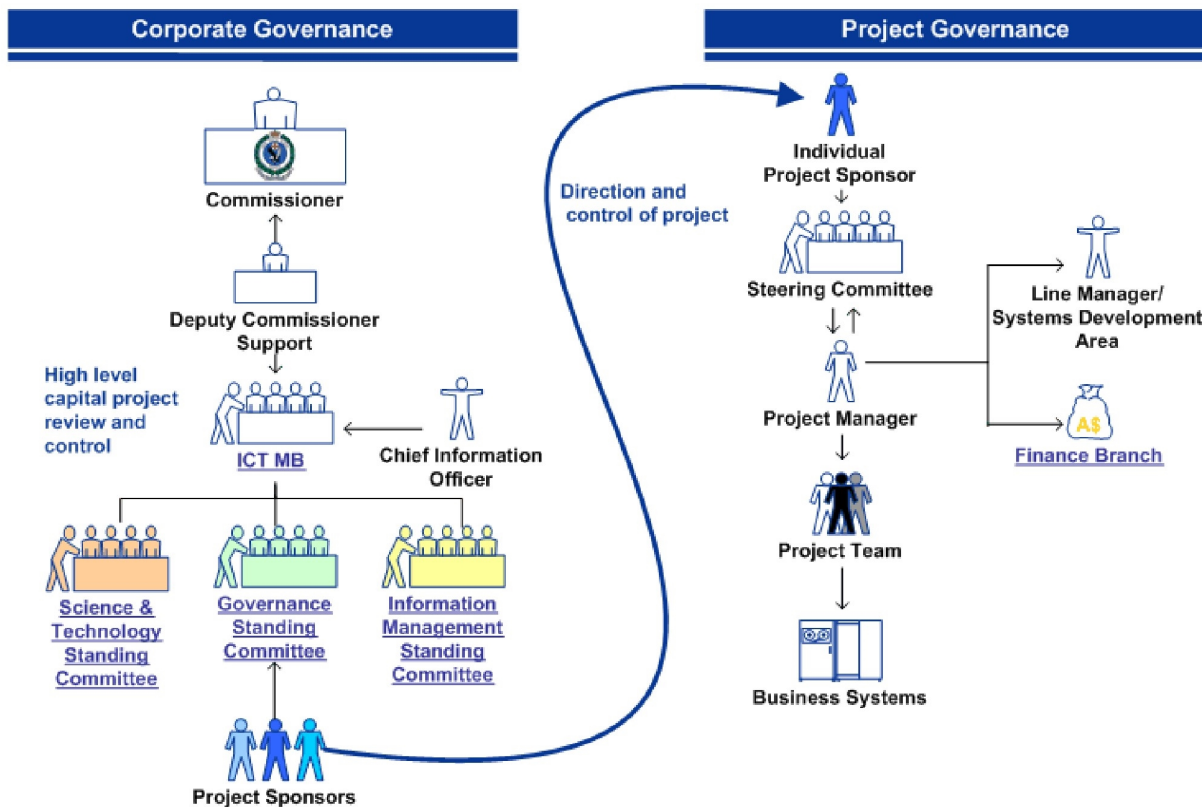 Corporate Governance
Commissioner
Deputy Commissioner
Support
High level
capital project
review and
control
ICT MB
Chief Information
Officer
Science &
Technology
Standing
Committee
Governance
Standing
Committee
Information
Management
Standing
Committee
Project Sponsors
Direction and
control of project
Project Governance
Individual
Project Sponsor
Steering Committee
Line Manager/
Systems Development
Area
Project Manager
A$
Finance Branch
Project Team
Business Systems